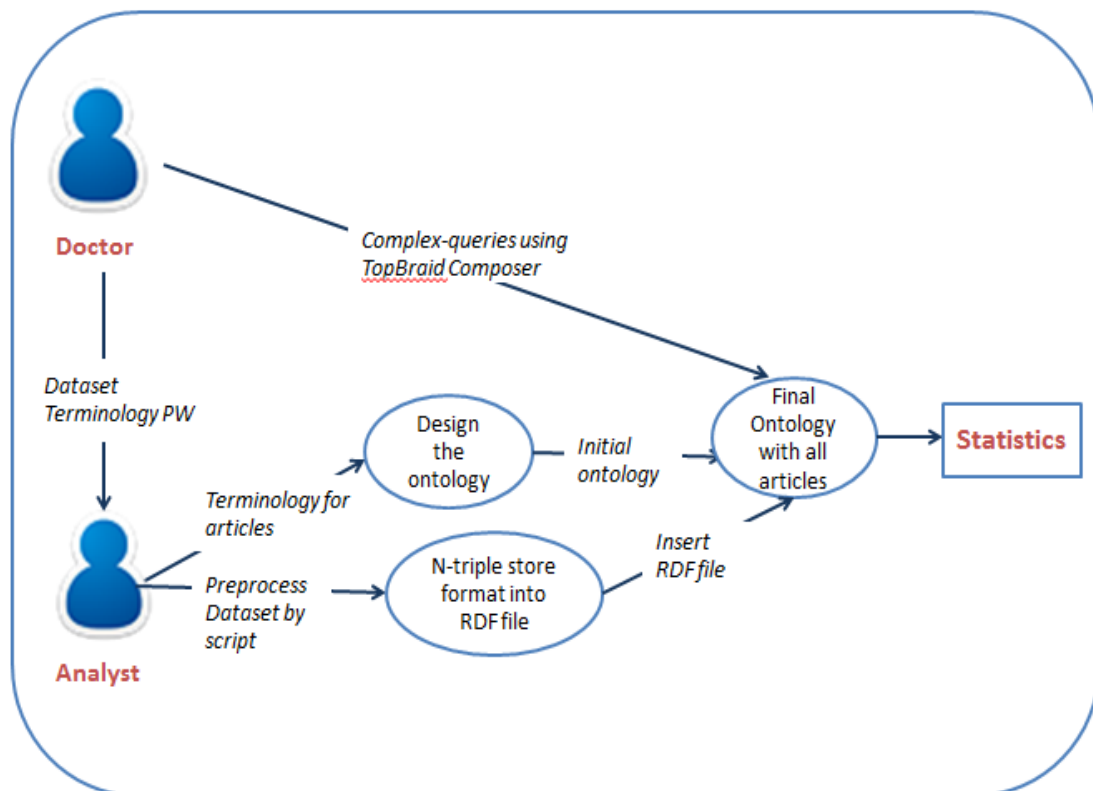 Doctor
Complex-queries using
TopBraid Composer
Dataset
Terminology PW
Design
the
ontology
Initial
ontology
Final
Ontology
with all
articles
Statistics
Terminology for
articles
Insert
RDF file
N-triple store
format into
RDF file
Preprocess
Dataset by
script
Analyst